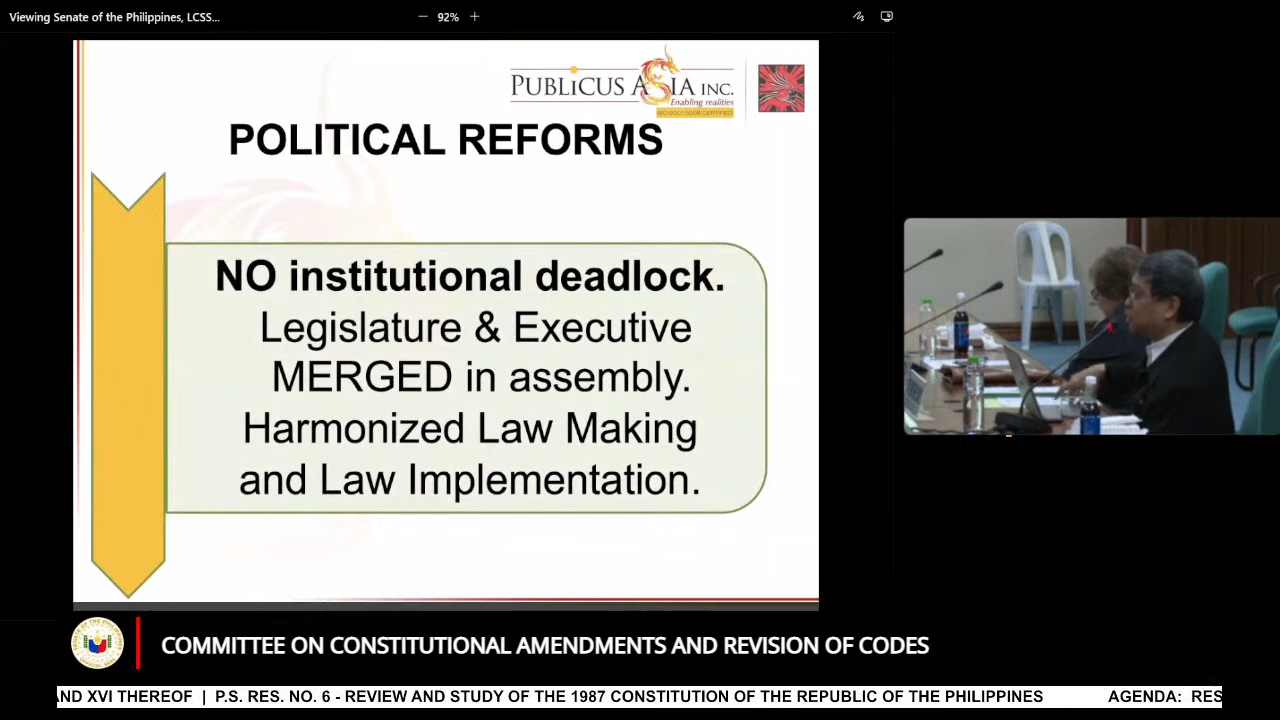 Viewing Senate of the Philippines, LCSS...
92%
PUBLICUS ASIA INC.
Enabling realities
POLITICAL REFORMS
NO institutional deadlock.
Legislature & Executive
MERGED in assembly.
Harmonized Law Making
and Law Implementation.
COMMITTEE ON CONSTITUTIONAL AMENDMENTS AND REVISION OF CODES
AND XVI THEREOF | P.S. RES. NO. 6 - REVIEW AND STUDY OF THE 1987 CONSTITUTION OF THE REPUBLIC OF THE PHILIPPINES AGENDA: RES